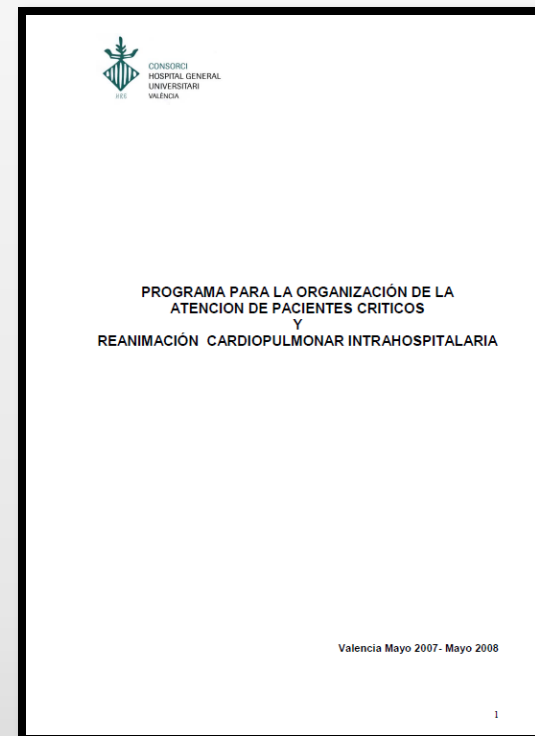 CONSORCI
HOSPITAL GENERAL
UNIVERSITARI
VALÈNCIA
HES
PROGRAMA PARA LA ORGANIZACIÓN DE LA
ATENCION DE PACIENTES CRITICOS
Y
REANIMACIÓN CARDIOPULMONAR INTRAHOSPITALARIA
Valencia Mayo 2007- Mayo 2008
1